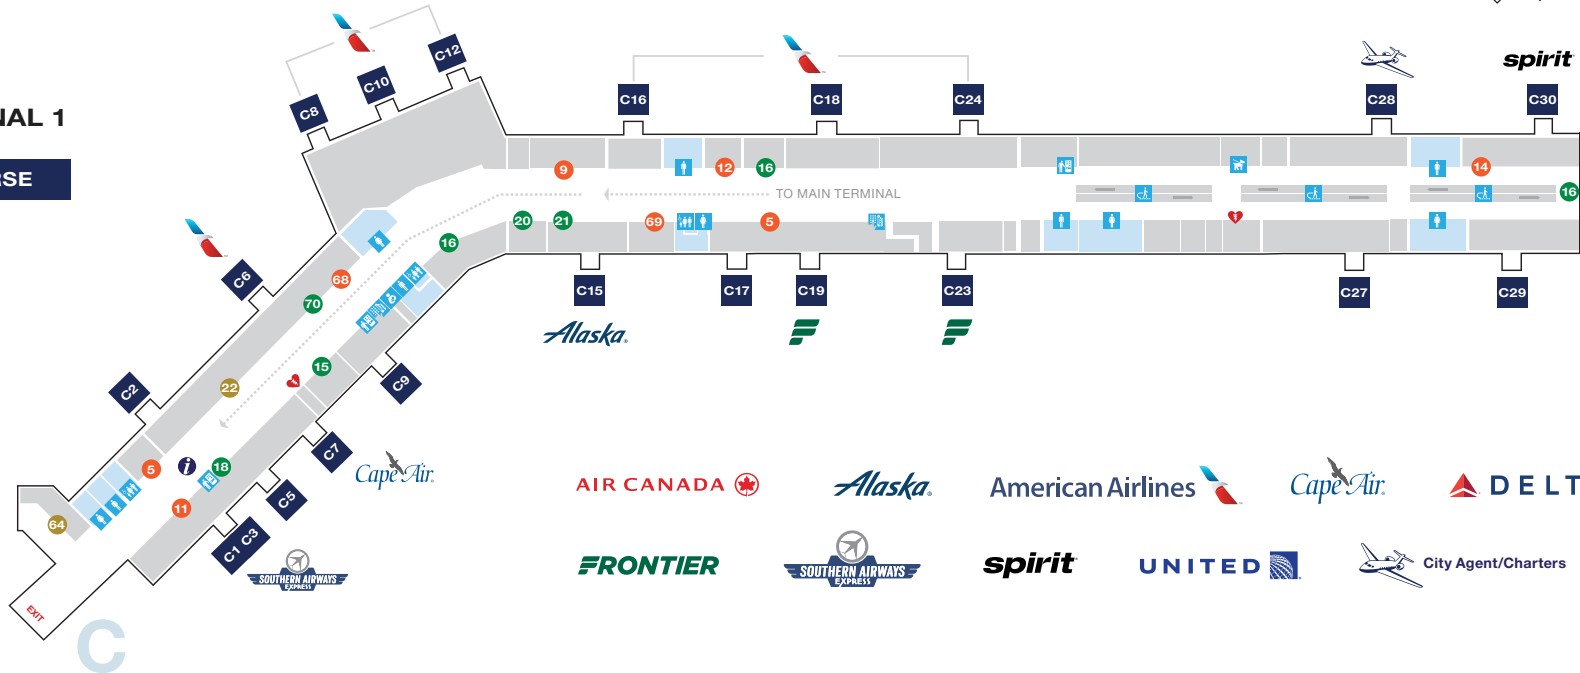 C12
C10
C8
NAL 1
RSE
C16
C18
C24
C28
spirit
C30
9
12
16
14
TO MAIN TERMINAL
16
20
21
69
5
16
C6
68
70
C15
C17
C19
C23
C27
C29
Alaska®
15
22
C2
C9
5
i
18
C7
Cape Air®
11
C5
64
C1 C3
SOUTHERN AIRWAYS
EXPRESS
EXIT
C
AIR CANADA
Alaska®
American Airlines
Cape Air®
DELT
FRONTIER
SOUTHERN AIRWAYS
EXPRESS
spirit
UNITED
City Agent/Charters